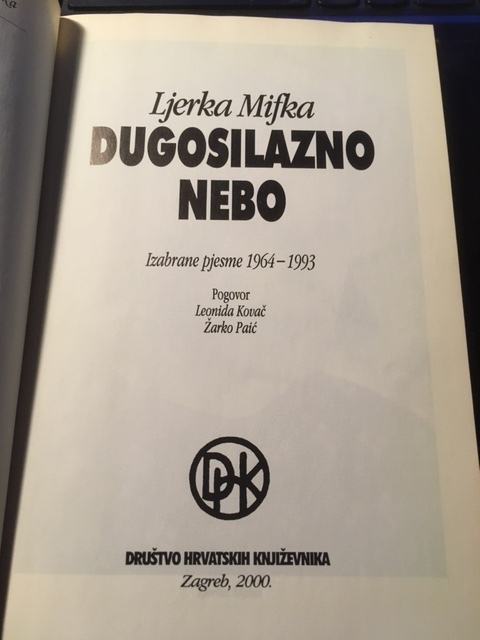 Ljerka Mifka
DUGOSILAZNO
NEBO
Izabrane pjesme 1964–1993
Pogovor
Leonida Kovač
Žarko Paić
DHK
DRUŠTVO HRVATSKIH KNJIŽEVNIKA
Zagreb, 2000.